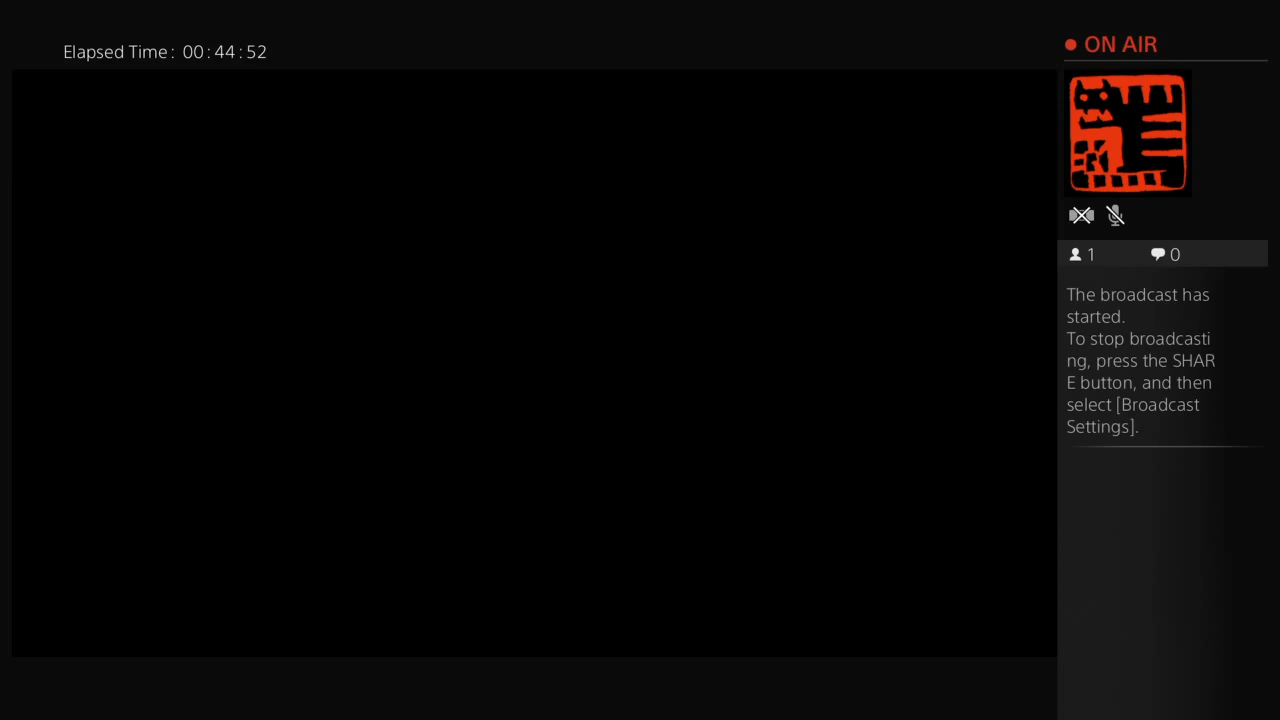 Elapsed Time: 00:44:52
ON AIR
1
0
The broadcast has
started.
To stop broadcasti
ng, press the SHAR
E button, and then
select [Broadcast
Settings].